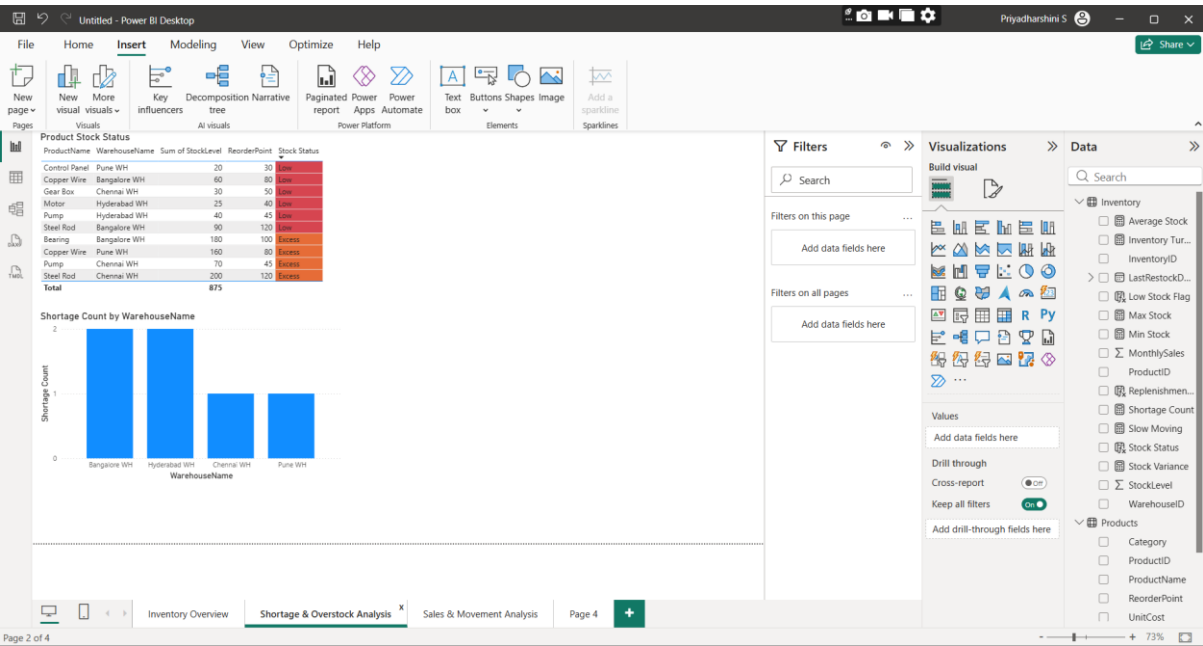 Untitled - Power BI Desktop
Priyadharshini S
File Home Insert Modeling View Optimize Help
Share
New page
New visual
More visuals
Key influencers
Decomposition tree
Narrative
Paginated report
Power Apps
Power Automate
Text box
Buttons
Shapes
Image
Add a sparkline
Pages
Visuals
AI visuals
Power Platform
Elements
Sparklines
Product Stock Status
ProductName WarehouseName Sum of StockLevel ReorderPoint Stock Status
Control Panel Pune WH 20 30 Low
Copper Wire Bangalore WH 60 80 Low
Gear Box Chennai WH 30 50 Low
Motor Hyderabad WH 25 40 Low
Pump Hyderabad WH 40 45 Low
Steel Rod Bangalore WH 90 120 Low
Bearing Bangalore WH 180 100 Excess
Copper Wire Pune WH 160 80 Excess
Pump Chennai WH 70 45 Excess
Steel Rod Chennai WH 200 120 Excess
Total 875
Shortage Count by WarehouseName
2
1
0
Shortage Count
Bangalore WH Hyderabad WH Chennai WH Pune WH
WarehouseName
Filters
Search
Filters on this page ...
Add data fields here
Filters on all pages ...
Add data fields here
Visualizations
Build visual
R Py
...
Values
Add data fields here
Drill through
Cross-report Off
Keep all filters On
Add drill-through fields here
Data
Search
Inventory
Average Stock
Inventory Tur...
InventoryID
LastRestockD...
Low Stock Flag
Max Stock
Min Stock
MonthlySales
ProductID
Replenishmen...
Shortage Count
Slow Moving
Stock Status
Stock Variance
StockLevel
WarehouseID
Products
Category
ProductID
ProductName
ReorderPoint
UnitCost
Inventory Overview
Shortage & Overstock Analysis x
Sales & Movement Analysis
Page 4
+
Page 2 of 4
- + 73%